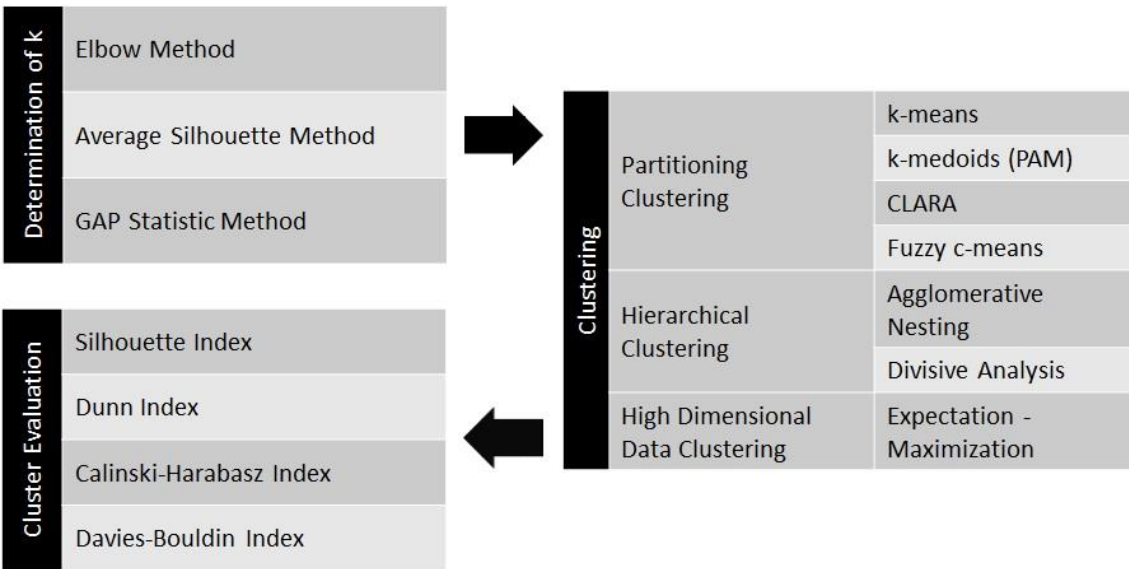 Determination of k
Elbow Method
Average Silhouette Method
GAP Statistic Method
Clustering
Partitioning
Clustering
k-means
k-medoids (PAM)
CLARA
Fuzzy c-means
Hierarchical
Clustering
Agglomerative
Nesting
Divisive Analysis
High Dimensional
Data Clustering
Expectation -
Maximization
Cluster Evaluation
Silhouette Index
Dunn Index
Calinski-Harabasz Index
Davies-Bouldin Index